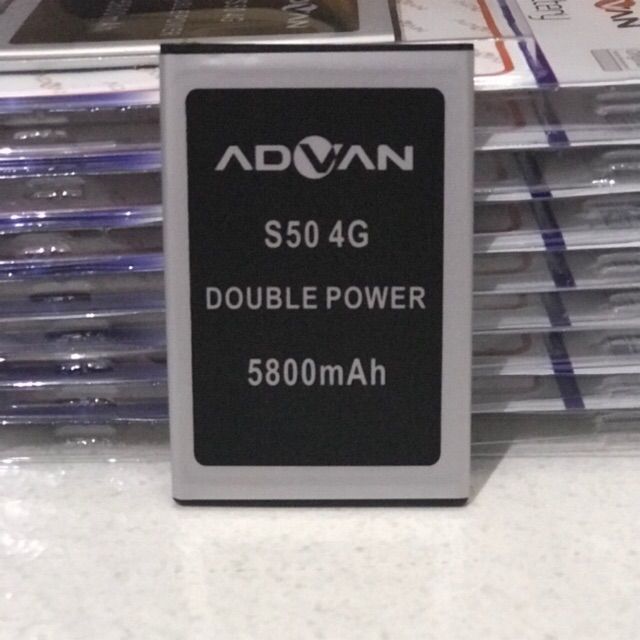 ADVAN
S50 4G
DOUBLE POWER
5800mAh